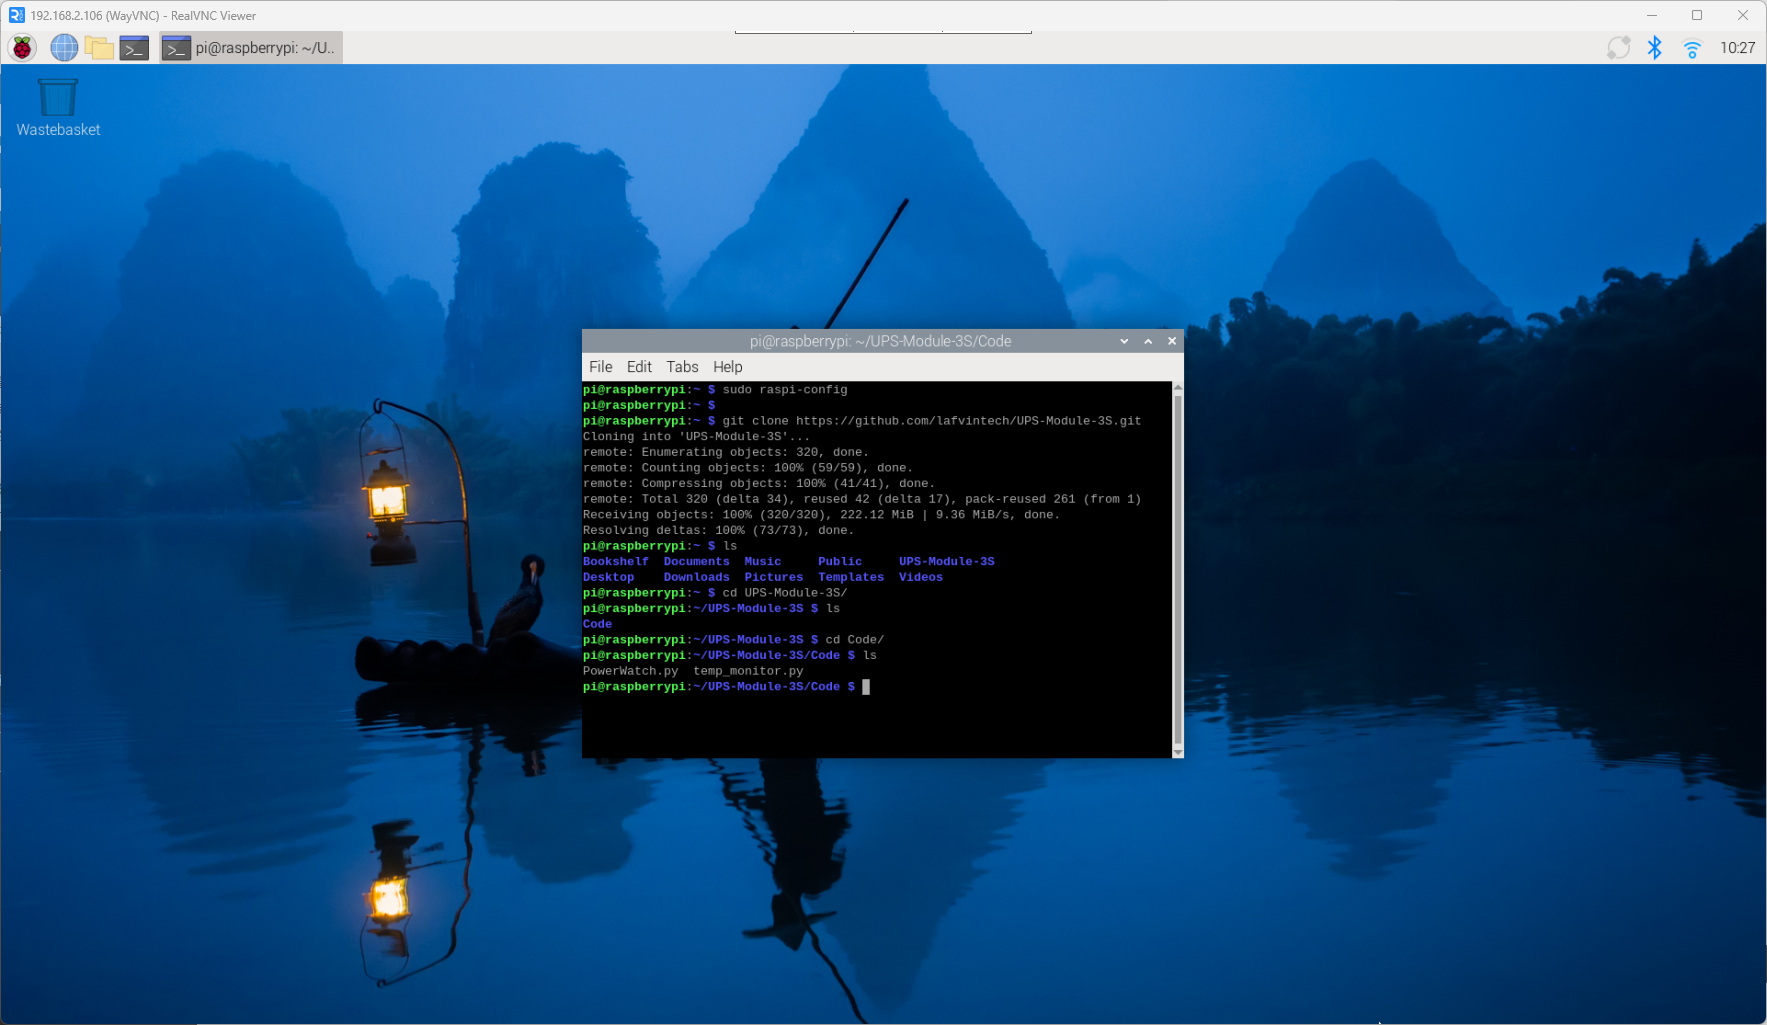 192.168.2.106 (WayVNC) - RealVNC Viewer
pi@raspberrypi: ~/U..
10:27
Wastebasket
pi@raspberrypi: ~/UPS-Module-3S/Code
File Edit Tabs Help
pi@raspberrypi:~ $ sudo raspi-config
pi@raspberrypi:~ $
pi@raspberrypi:~ $ git clone https://github.com/lafvintech/UPS-Module-3S.git
Cloning into 'UPS-Module-3S'...
remote: Enumerating objects: 320, done.
remote: Counting objects: 100% (59/59), done.
remote: Compressing objects: 100% (41/41), done.
remote: Total 320 (delta 34), reused 42 (delta 17), pack-reused 261 (from 1)
Receiving objects: 100% (320/320), 222.12 MiB | 9.36 MiB/s, done.
Resolving deltas: 100% (73/73), done.
pi@raspberrypi:~ $ ls
Bookshelf Documents Music Public UPS-Module-3S
Desktop Downloads Pictures Templates Videos
pi@raspberrypi:~ $ cd UPS-Module-3S/
pi@raspberrypi:~/UPS-Module-3S $ ls
Code
pi@raspberrypi:~/UPS-Module-3S $ cd Code/
pi@raspberrypi:~/UPS-Module-3S/Code $ ls
PowerWatch.py temp_monitor.py
pi@raspberrypi:~/UPS-Module-3S/Code $